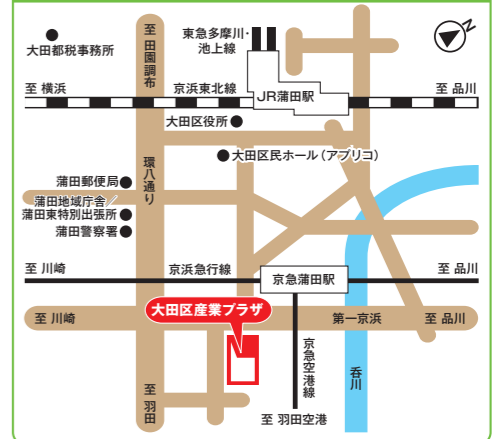 至 田園調布
東急多摩川・
池上線
N
大田都税事務所
至 横浜
京浜東北線
JR蒲田駅
至 品川
大田区役所
大田区民ホール（アプリコ）
環八通り
蒲田郵便局
蒲田地域庁舎／
蒲田東特別出張所
蒲田警察署
至 川崎
京浜急行線
京急蒲田駅
至 品川
大田区産業プラザ
至 川崎
第一京浜
至 品川
京急空港線
呑川
至 羽田
至 羽田空港